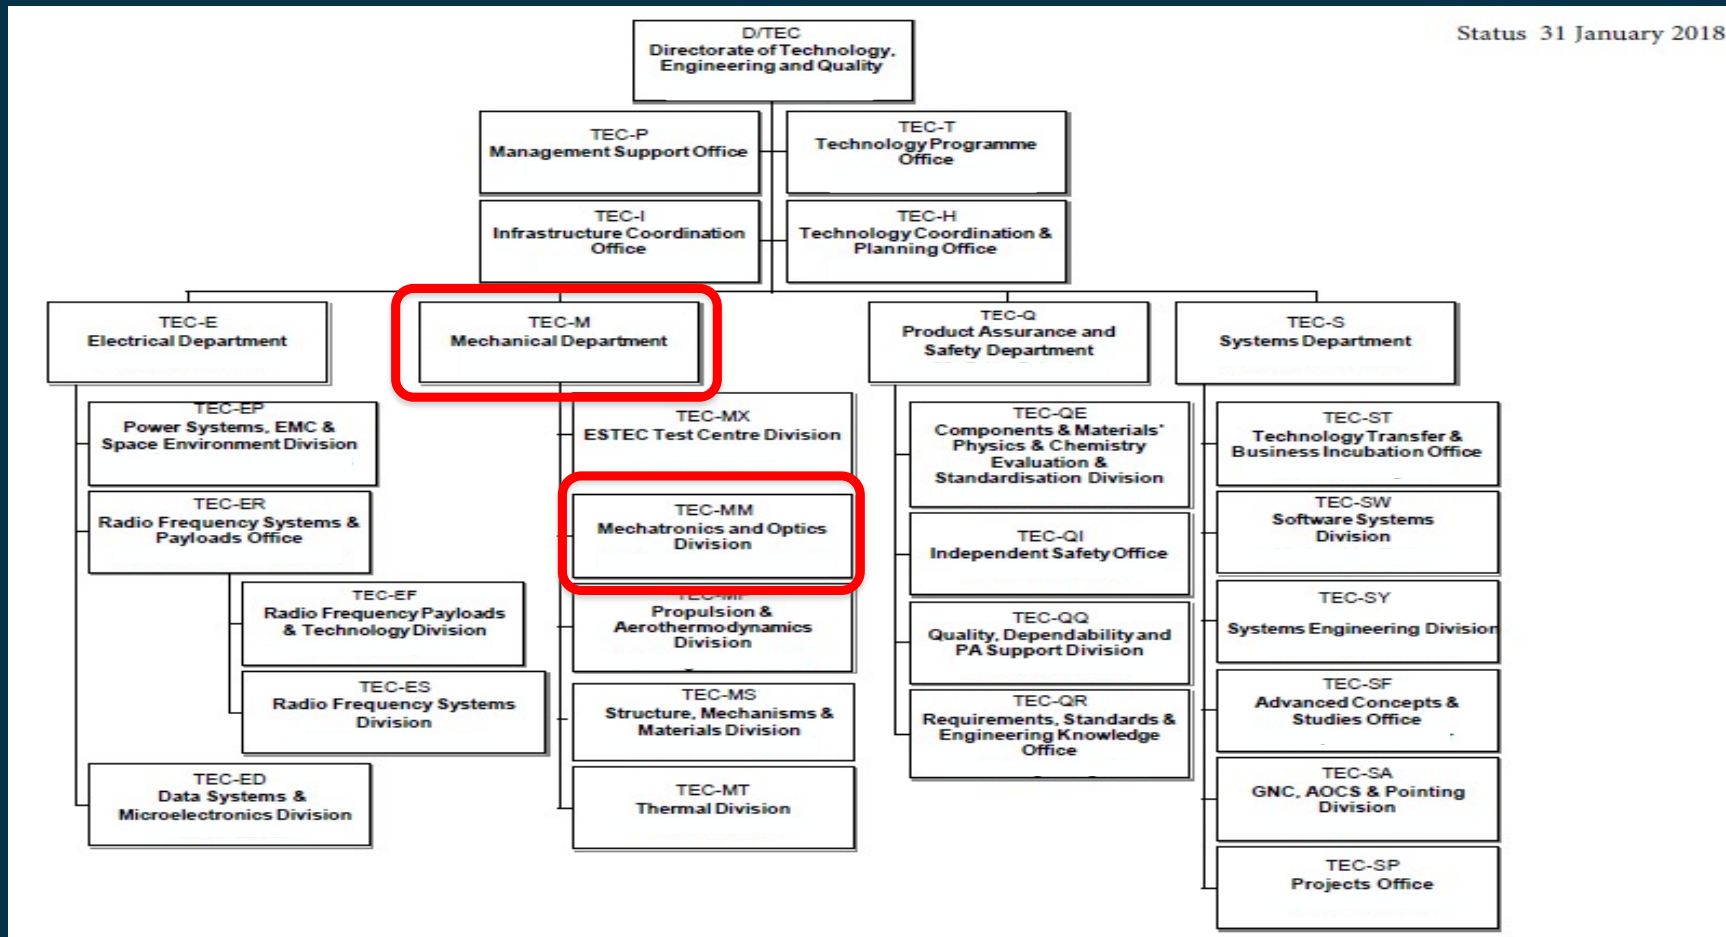 Status 31 January 2018
D/TEC
Directorate of Technology,
Engineering and Quality
TEC-P
Management Support Office
TEC-T
Technology Programme
Office
TEC-I
Infrastructure Coordination
Office
TEC-H
Technology Coordination &
Planning Office
TEC-E
Electrical Department
TEC-EP
Power Systems, EMC &
Space Environment Division
TEC-ER
Radio Frequency Systems &
Payloads Office
TEC-EF
Radio Frequency Payloads
& Technology Division
TEC-ES
Radio Frequency Systems
Division
TEC-ED
Data Systems &
Microelectronics Division
TEC-M
Mechanical Department
TEC-MX
ESTEC Test Centre Division
TEC-MM
Mechatronics and Optics
Division
Propulsion &
Aerothermodynamics
Division
TEC-MS
Structure, Mechanisms &
Materials Division
TEC-MT
Thermal Division
TEC-Q
Product Assurance and
Safety Department
TEC-QE
Components & Materials'
Physics & Chemistry
Evaluation &
Standardisation Division
TEC-QI
Independent Safety Office
TEC-QQ
Quality, Dependability and
PA Support Division
TEC-QR
Requirements, Standards &
Engineering Knowledge
Office
TEC-S
Systems Department
TEC-ST
Technology Transfer &
Business Incubation Office
TEC-SW
Software Systems
Division
TEC-SY
Systems Engineering Division
TEC-SF
Advanced Concepts &
Studies Office
TEC-SA
GNC, AOCS & Pointing
Division
TEC-SP
Projects Office